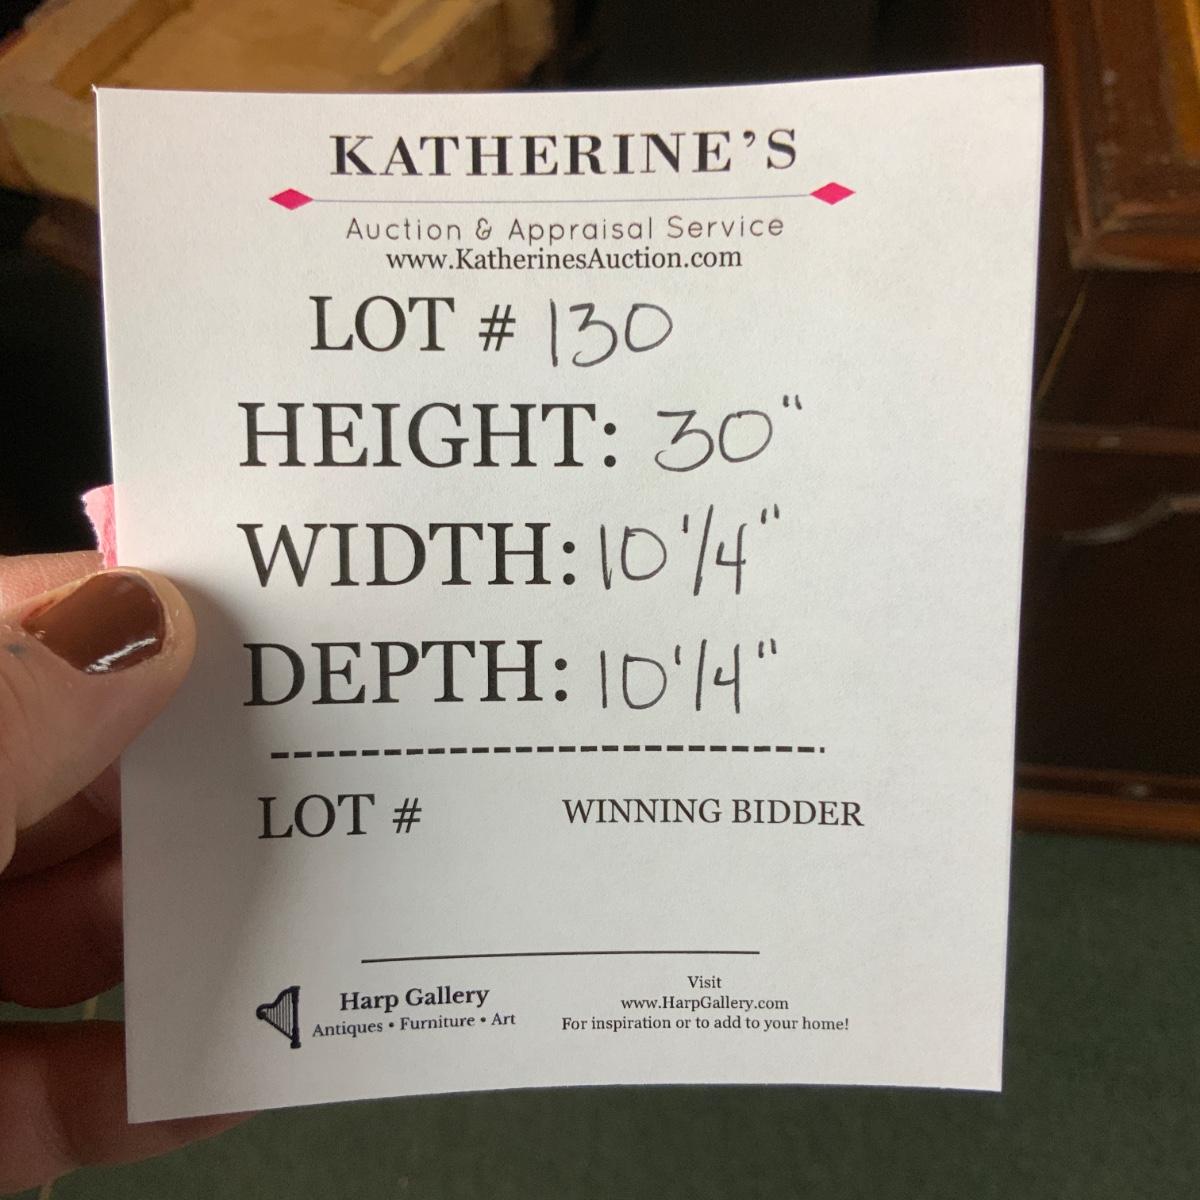 KATHERINE'S
Auction & Appraisal Service
www.KatherinesAuction.com
LOT # 130
HEIGHT: 30"
WIDTH: 10 1/4"
DEPTH: 10 1/4"
LOT # WINNING BIDDER
Harp Gallery
Antiques • Furniture • Art
Visit
www.HarpGallery.com
For inspiration or to add to your home!